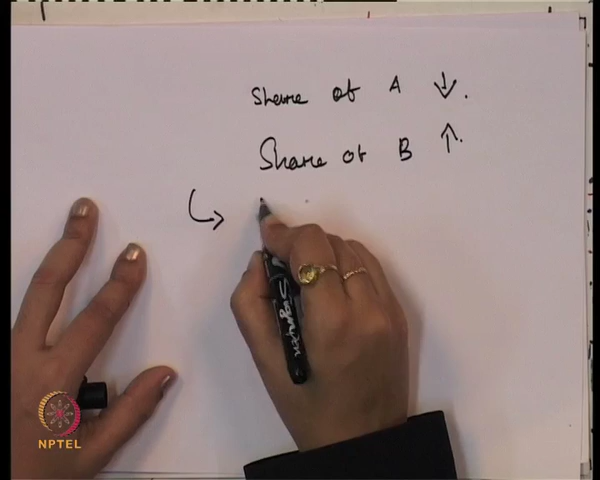 Share of A ↓.
Share of B ↑.
↳
NPTEL